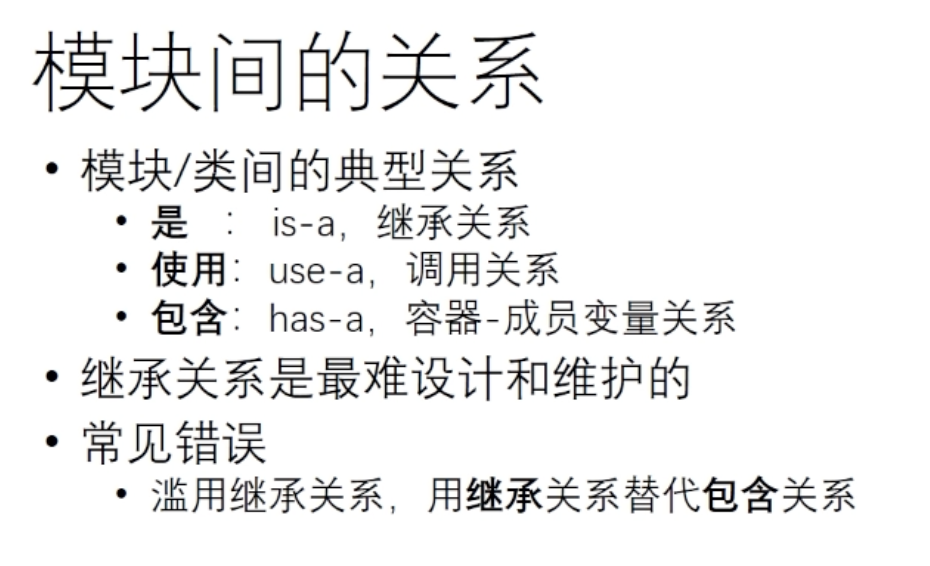 模块间的关系
• 模块/类间的典型关系
• 是 : is-a, 继承关系
• 使用: use-a, 调用关系
• 包含: has-a, 容器-成员变量关系
• 继承关系是最难设计和维护的
• 常见错误
• 滥用继承关系, 用继承关系替代包含关系